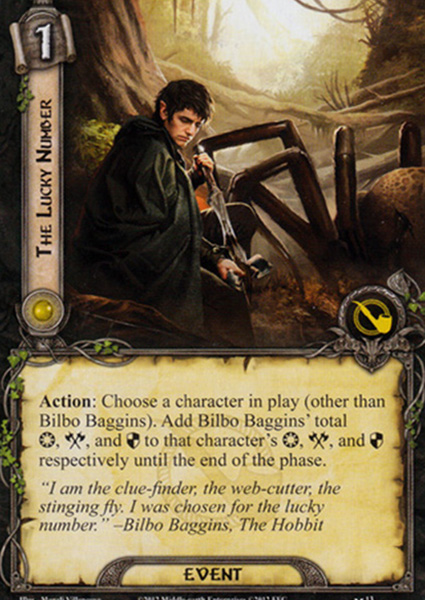 1
THE LUCKY NUMBER
Action: Choose a character in play (other than
Bilbo Baggins). Add Bilbo Baggins’ total
, , and to that character’s , , and
respectively until the end of the phase.
“I am the clue-finder, the web-cutter, the
stinging fly. I was chosen for the lucky
number.” –Bilbo Baggins, The Hobbit
EVENT